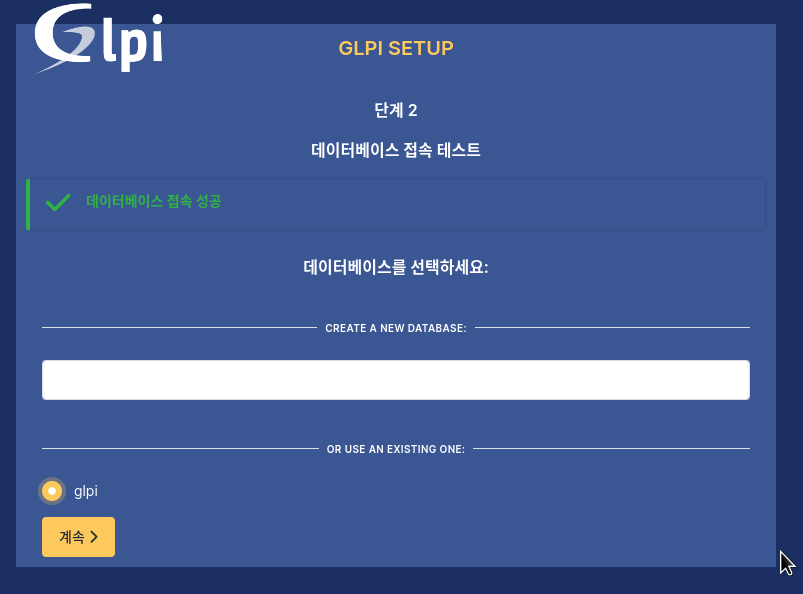 Glpi
GLPI SETUP
단계 2
데이터베이스 접속 테스트
데이터베이스 접속 성공
데이터베이스를 선택하세요:
CREATE A NEW DATABASE:
OR USE AN EXISTING ONE:
glpi
계속